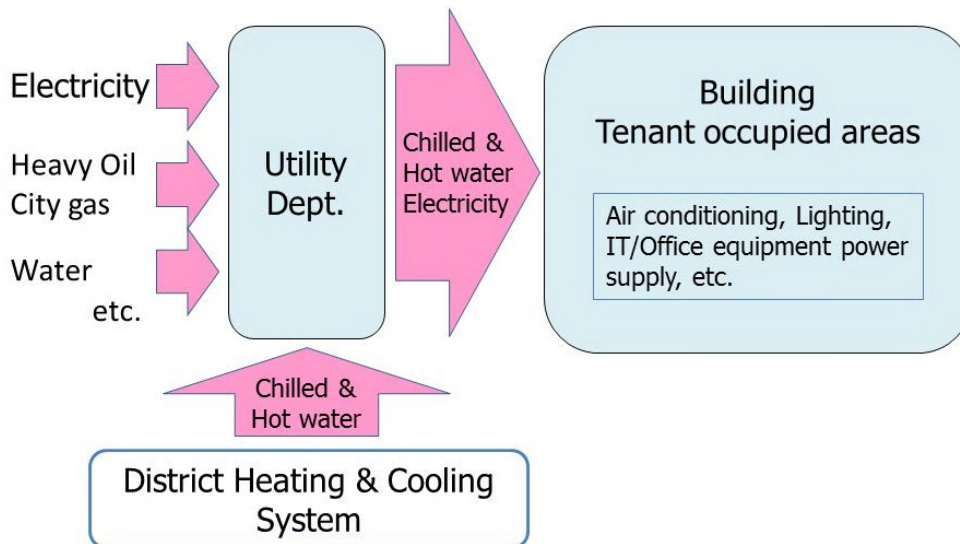 Electricity
Heavy Oil
City gas
Water
etc.
Utility
Dept.
Chilled &
Hot water
Electricity
Building
Tenant occupied areas
Air conditioning, Lighting,
IT/Office equipment power
supply, etc.
Chilled &
Hot water
District Heating & Cooling
System